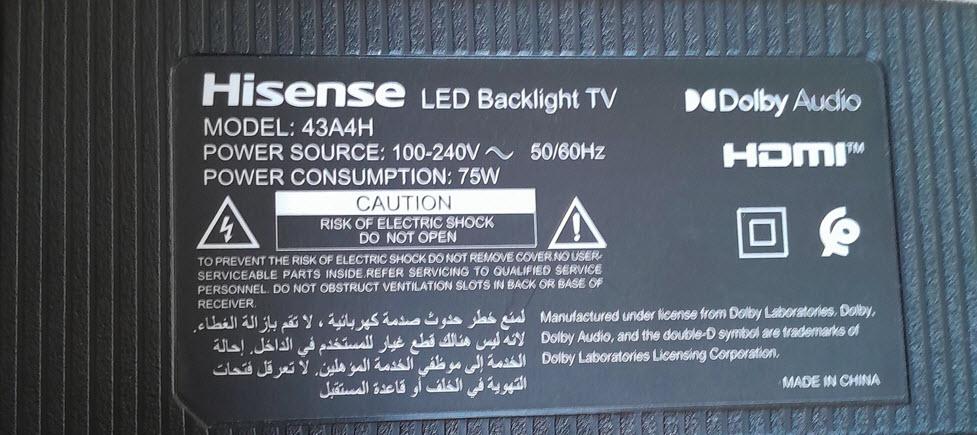 Hisense LED Backlight TV
Dolby Audio
MODEL: 43A4H
POWER SOURCE: 100-240V ~ 50/60Hz
HDMI™
POWER CONSUMPTION: 75W
CAUTION
RISK OF ELECTRIC SHOCK
DO NOT OPEN
TO PREVENT THE RISK OF ELECTRIC SHOCK DO NOT REMOVE COVER.NO USER-
SERVICEABLE PARTS INSIDE.REFER SERVICING TO QUALIFIED SERVICE
PERSONNEL. DO NOT OBSTRUCT VENTILATION SLOTS IN BACK OR BASE OF
RECEIVER.
لمنع خطر حدوث صدمة كهربائية ، لا تقم بإزالة الغطاء.
لأنه ليس هنالك قطع غيار للمستخدم في الداخل. إحالة
الخدمة إلى موظفي الخدمة المؤهلين. لا تعرقل فتحات
التهوية في الخلف أو قاعدة المستقبل
Manufactured under license from Dolby Laboratories. Dolby,
Dolby Audio, and the double-D symbol are trademarks of
Dolby Laboratories Licensing Corporation.
MADE IN CHINA